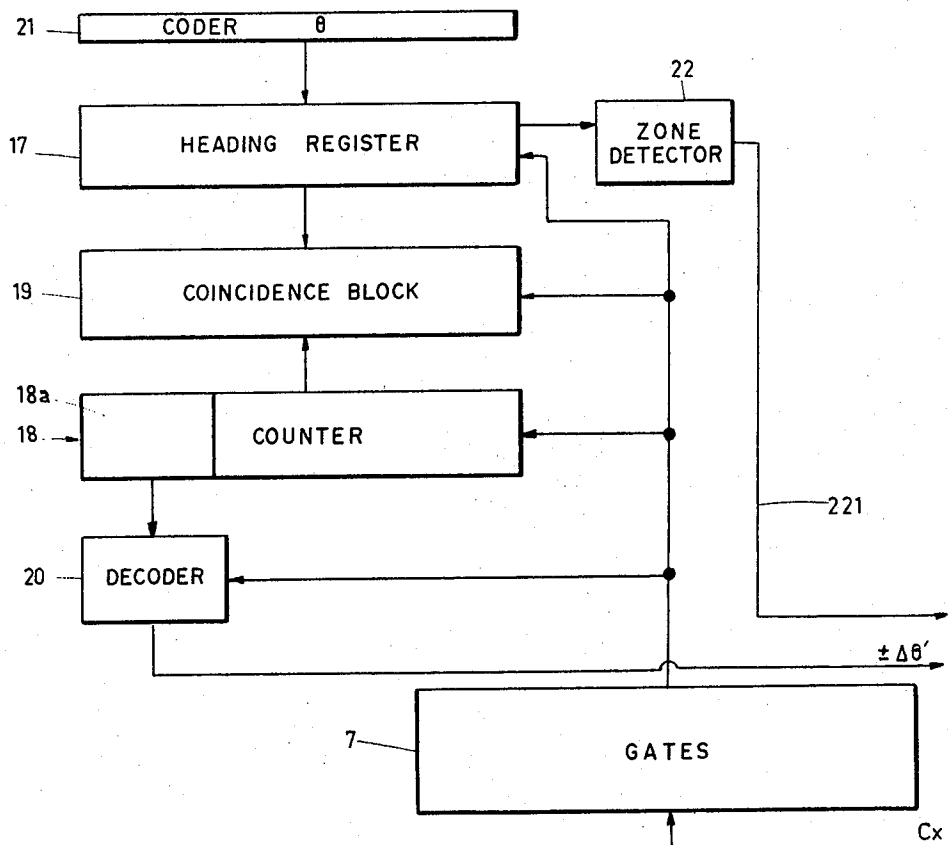 21 CODER θ
22
17 HEADING REGISTER
ZONE DETECTOR
19 COINCIDENCE BLOCK
18a
18 COUNTER
221
20 DECODER
± Δθ′
7 GATES
Cx